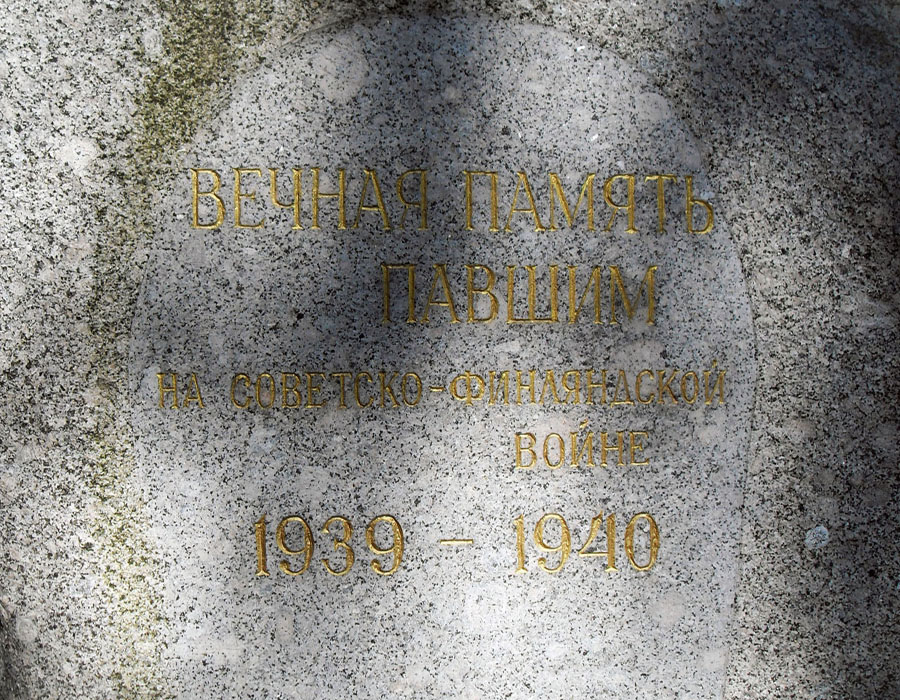 ВЕЧНАЯ ПАМЯТЬ
ПАВШИМ
НА СОВЕТСКО-ФИНЛЯНДСКОЙ
ВОЙНЕ
1939 – 1940